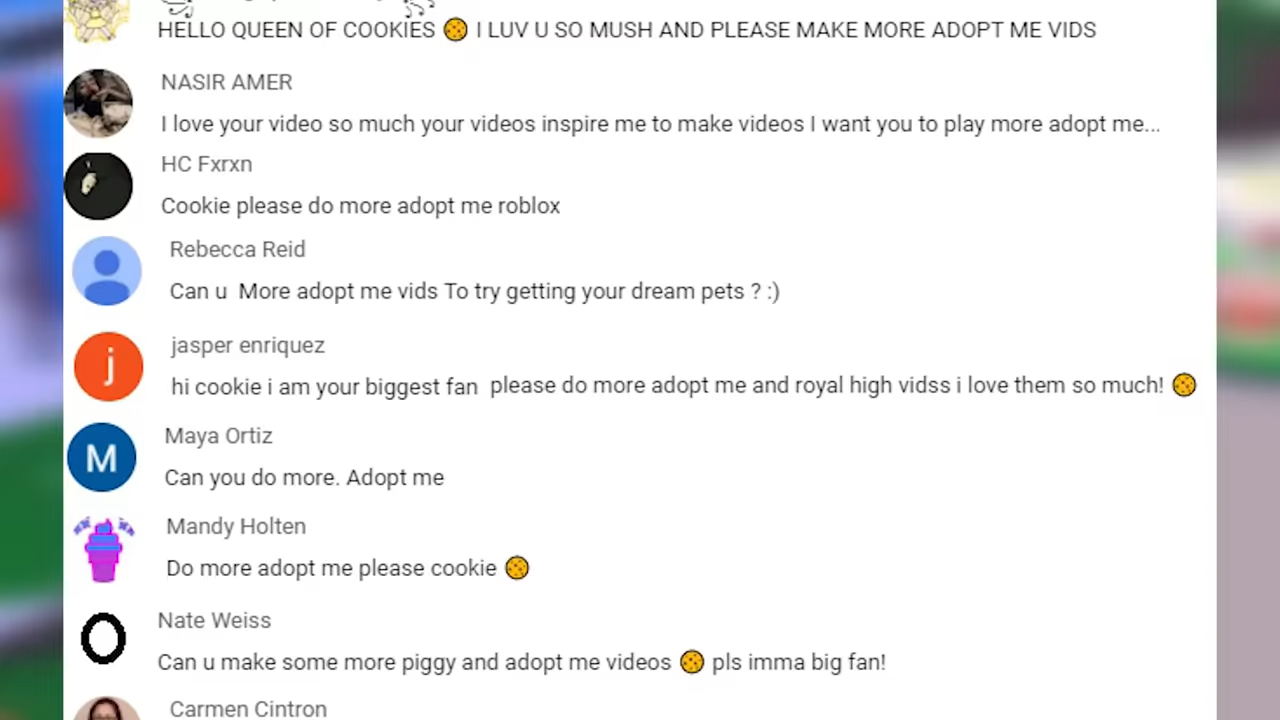 HELLO QUEEN OF COOKIES 🍪 I LUV U SO MUSH AND PLEASE MAKE MORE ADOPT ME VIDS
NASIR AMER
I love your video so much your videos inspire me to make videos I want you to play more adopt me...
HC Fxrxn
Cookie please do more adopt me roblox
Rebecca Reid
Can u  More adopt me vids To try getting your dream pets ? :)
j
jasper enriquez
hi cookie i am your biggest fan  please do more adopt me and royal high vidss i love them so much! 🍪
M
Maya Ortiz
Can you do more. Adopt me
Mandy Holten
Do more adopt me please cookie 🍪
Nate Weiss
Can u make some more piggy and adopt me videos 🍪 pls imma big fan!
Carmen Cintron